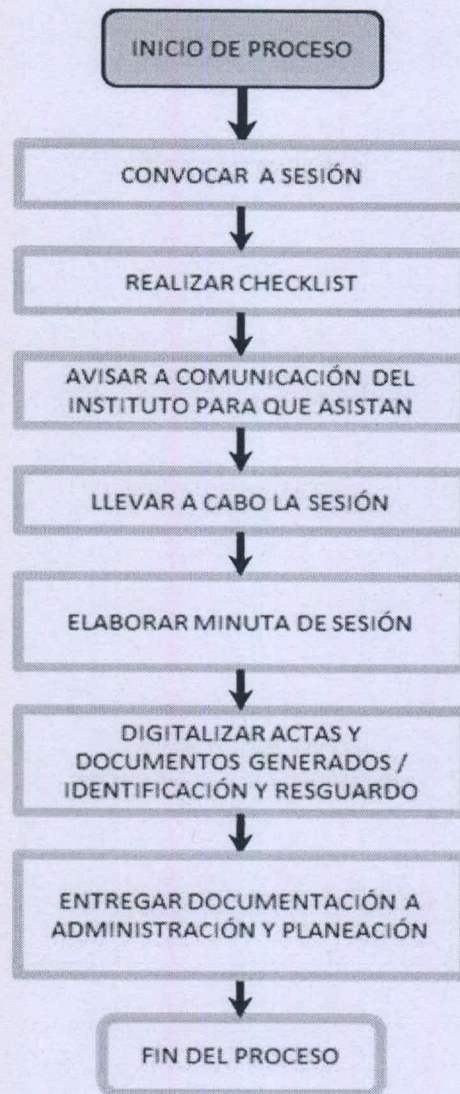 INICIO DE PROCESO
CONVOCAR A SESIÓN
REALIZAR CHECKLIST
AVISAR A COMUNICACIÓN DEL
INSTITUTO PARA QUE ASISTAN
LLEVAR A CABO LA SESIÓN
ELABORAR MINUTA DE SESIÓN
DIGITALIZAR ACTAS Y
DOCUMENTOS GENERADOS /
IDENTIFICACIÓN Y RESGUARDO
ENTREGAR DOCUMENTACIÓN A
ADMINISTRACIÓN Y PLANEACIÓN
FIN DEL PROCESO